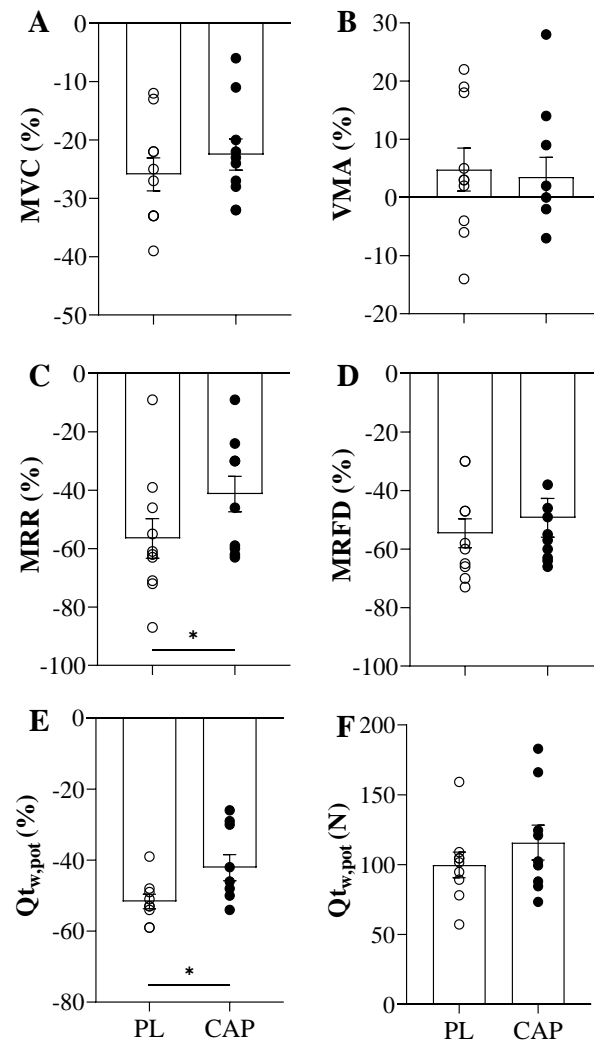 A
MVC (%)
0
-10
-20
-30
-40
-50
B
VMA (%)
30
20
10
0
-10
-20
C
MRR (%)
0
-20
-40
-60
-80
-100
*
D
MRFD (%)
0
-20
-40
-60
-80
-100
E
Qtw,pot (%)
0
-20
-40
-60
-80
*
PL CAP
F
Qtw,pot (N)
200
150
100
50
0
PL CAP